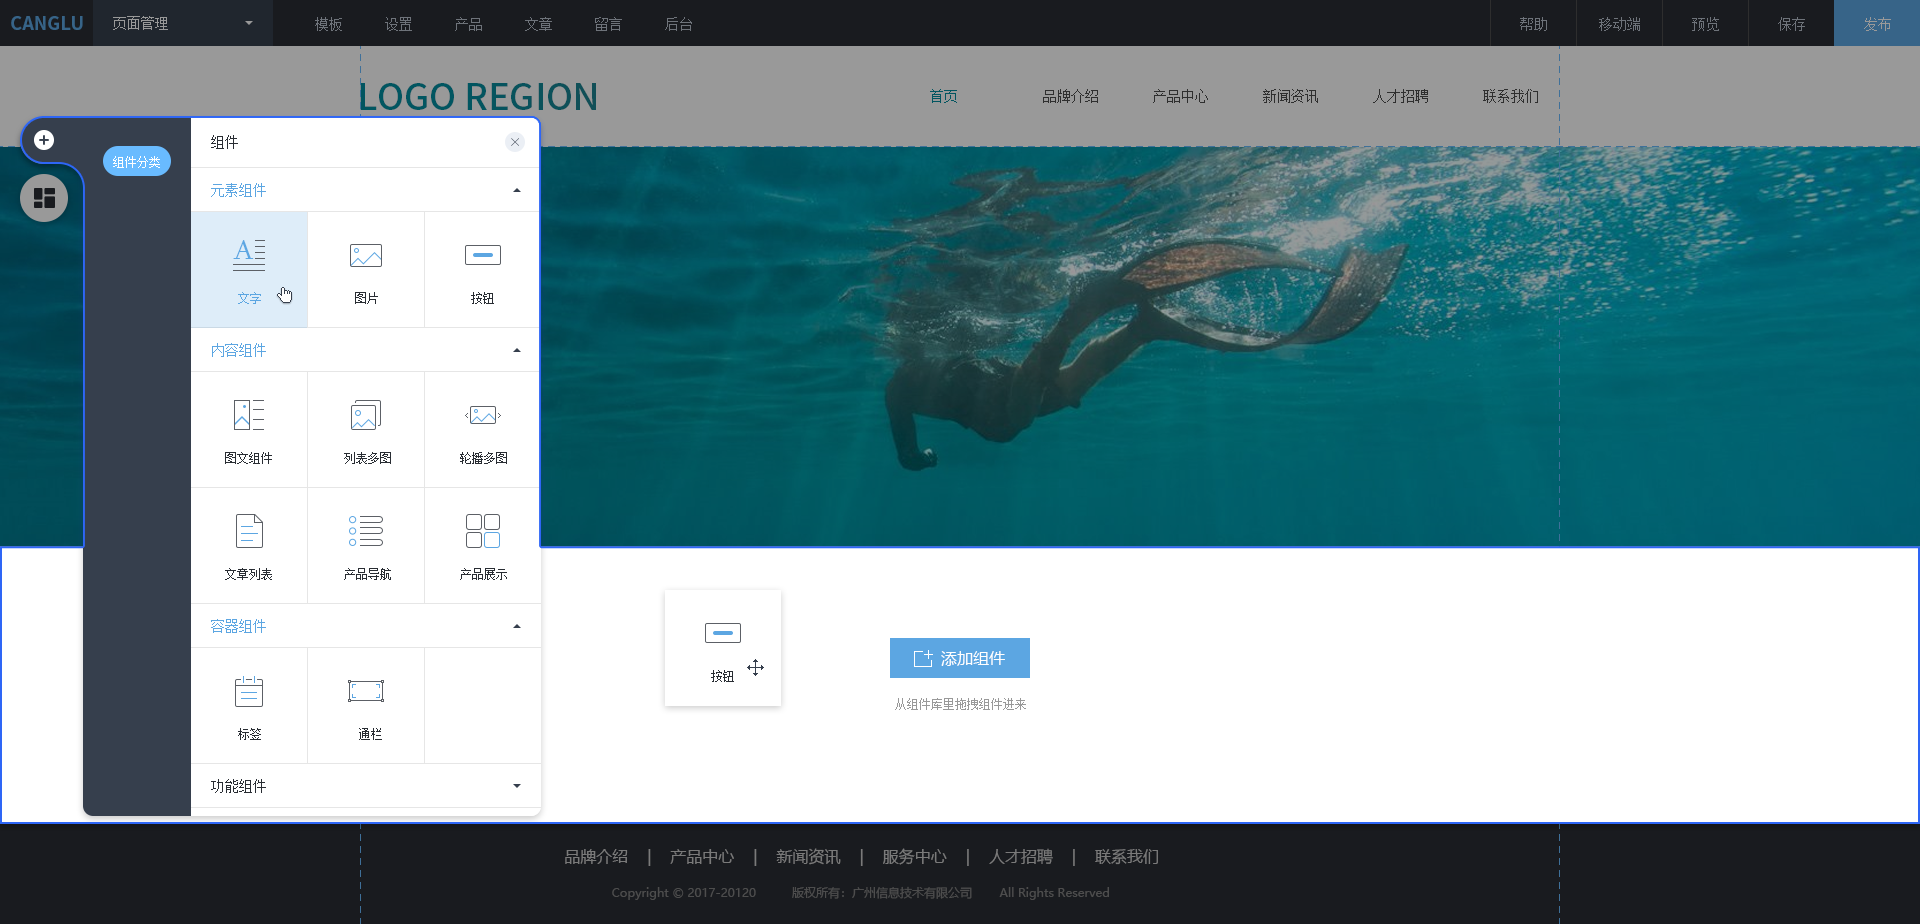 CANGLU 页面管理 模板 设置 产品 文章 留言 后台 帮助 移动端 预览 保存 发布
LOGO REGION 首页 品牌介绍 产品中心 新闻资讯 人才招聘 联系我们
组件分类
组件
元素组件
文字 图片 按钮
内容组件
图文组件 列表多图 轮播多图
文章列表 产品导航 产品展示
容器组件
标签 通栏
功能组件
按钮
添加组件
从组件库里拖拽组件进来
品牌介绍 | 产品中心 | 新闻资讯 | 服务中心 | 人才招聘 | 联系我们
Copyright © 2017-20120 版权所有：广州信息技术有限公司 All Rights Reserved